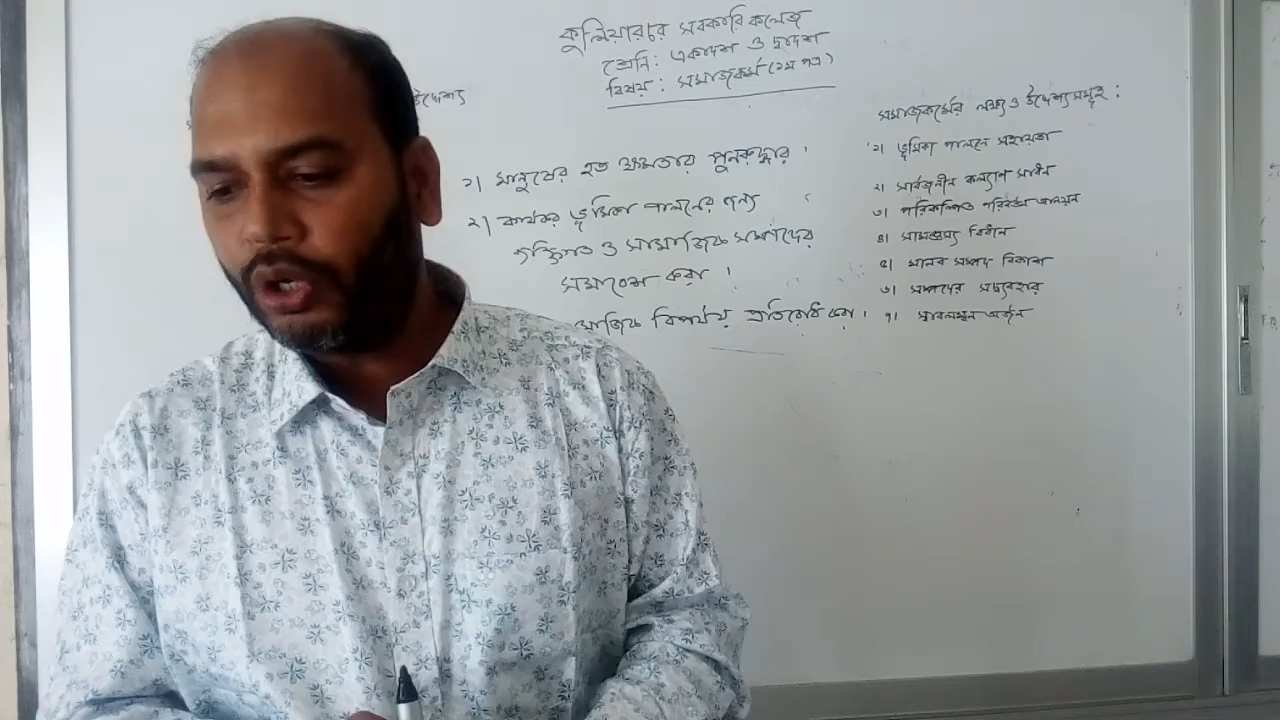 কুলিয়ারচর সরকারি কলেজ
শ্রেনি: একাদশ ও দ্বাদশ
বিষয়: সমাজকর্ম (১ম পত্র)
উদ্দেশ্য
১| মানুষের হৃত ক্ষমতার পুনরুদ্ধার।
২| কার্যকর ভূমিকা পালনের জন্য
ব্যক্তিগত ও সামাজিক সম্পদের
সমাবেশ করা।
মাজিক বিপর্যয় প্রতিরোধ করা।
সমাজকর্মের লক্ষ্য ও উদ্দেশ্যসমূহ:
১| ভূমিকা পালনে সহায়তা
২| সার্বজনীন কল্যাণ সাধন
৩| পরিকল্পিত পরিবর্তন আনয়ন
৪| সামঞ্জস্য বিধান
৫| মানব সম্পদ বিকাশ
৬| সম্পদের সদ্ব্যবহার
৭| স্বাবলম্বন অর্জন